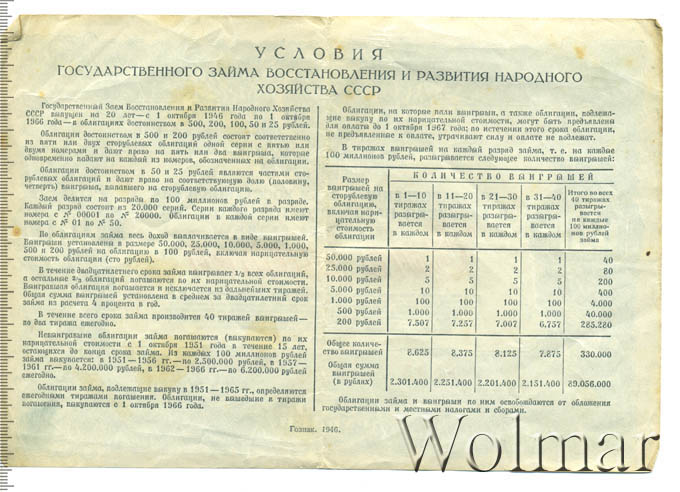 УСЛОВИЯ
ГОСУДАРСТВЕННОГО ЗАЙМА ВОССТАНОВЛЕНИЯ И РАЗВИТИЯ НАРОДНОГО
ХОЗЯЙСТВА СССР
Государственный Заем Восстановления и Развития Народного Хозяйства
СССР выпущен на 20 лет — с 1 октября 1946 года по 1 октября
1966 года — в облигациях достоинством в 500, 200, 100, 50 и 25 рублей.
Облигации достоинством в 500 и 200 рублей состоят соответственно
из пяти или двух сторублевых облигаций одной серии с пятью или
двумя номерами и дают право на пять или два выигрыша, которые
одновременно падают на каждый из номеров, обозначенных на облигации.
Облигации достоинством в 50 и 25 рублей являются частями сто-
рублевых облигаций и дают право на соответствующую долю (половину,
четверть) выигрыша, выпавшего на сторублевую облигацию.
Заем делится на разряды по 100 миллионов рублей в разряде.
Каждый разряд состоит из 20.000 серий. Серии каждого разряда имеют
номера с № 00001 по № 20000. Облигации в каждой серии имеют
номера с № 01 по № 50.
По облигациям займа весь доход выплачивается в виде выигрышей.
Выигрыши установлены в размере 50.000, 25.000, 10.000, 5.000, 1.000,
500 и 200 рублей на облигацию в 100 рублей, включая нарицательную
стоимость облигации (сто рублей).
В течение двадцатилетнего срока займа выигрывает 1/3 всех облигаций,
а остальные 2/3 облигаций погашаются по их нарицательной стоимости.
Выигравшая облигация погашается и исключается из дальнейших тиражей.
Общая сумма выигрышей установлена в среднем за двадцатилетний срок
займа из расчета 4 процента в год.
В течение всего срока займа производится 40 тиражей выигрышей —
по два тиража ежегодно.
Невыигравшие облигации займа погашаются (выкупаются) по их
нарицательной стоимости с 1 октября 1951 года в течение 15 лет,
остающихся до конца срока займа. Из каждых 100 миллионов рублей
займа выкупается: в 1951—1956 гг.—по 2.500.000 рублей, в 1957—
1961 гг.—по 4.200.000 рублей, в 1962—1966 гг.—по 6.200.000 рублей
ежегодно.
Облигации займа, подлежащие выкупу в 1951—1965 гг., определяются
ежегодными тиражами погашения. Облигации, не вышедшие в тиражи
погашения, выкупаются с 1 октября 1966 года.
Облигации, на которые пали выигрыши, а также облигации, подлежа-
щие выкупу по их нарицательной стоимости, могут быть предъявлены
для оплаты до 1 октября 1967 года; по истечении этого срока облигации,
не предъявленные к оплате, утрачивают силу и оплате не подлежат.
В тиражах выигрышей на каждый разряд займа, т. е. на каждые
100 миллионов рублей, разыгрывается следующее количество выигрышей:
Размер
выигрышей на
сторублевую
облигацию,
включая нари-
цательную
стоимость
облигации
КОЛИЧЕСТВО ВЫИГРЫШЕЙ
в 1—10
тиражах
разыгры-
вается
в каждом
в 11—20
тиражах
разыгры-
вается
в каждом
в 21—30
тиражах
разыгры-
вается
в каждом
в 31—40
тиражах
разыгры-
вается
в каждом
Итого во всех
40 тиражах
разыгры-
вается
на каждые
100 миллио-
нов рублей
займа
50.000 рублей 1 1 1 1 40
25.000 рублей 2 2 2 2 80
10.000 рублей 5 5 5 5 200
5.000 рублей 10 10 10 10 400
1.000 рублей 100 100 100 100 4.000
500 рублей 1.000 1.000 1.000 1.000 40.000
200 рублей 7.507 7.257 7.007 6.757 285.280
Общее количе-
ство выигрышей 8.625 8.375 8.125 7.875 330.000
Общая сумма
выигрышей
(в рублях) 2.301.400 2.251.400 2.201.400 2.151.400 89.056.000
Облигации займа и выигрыши по ним освобождаются от обложения
государственными и местными налогами и сборами.
Гознак. 1946.
Wolmar